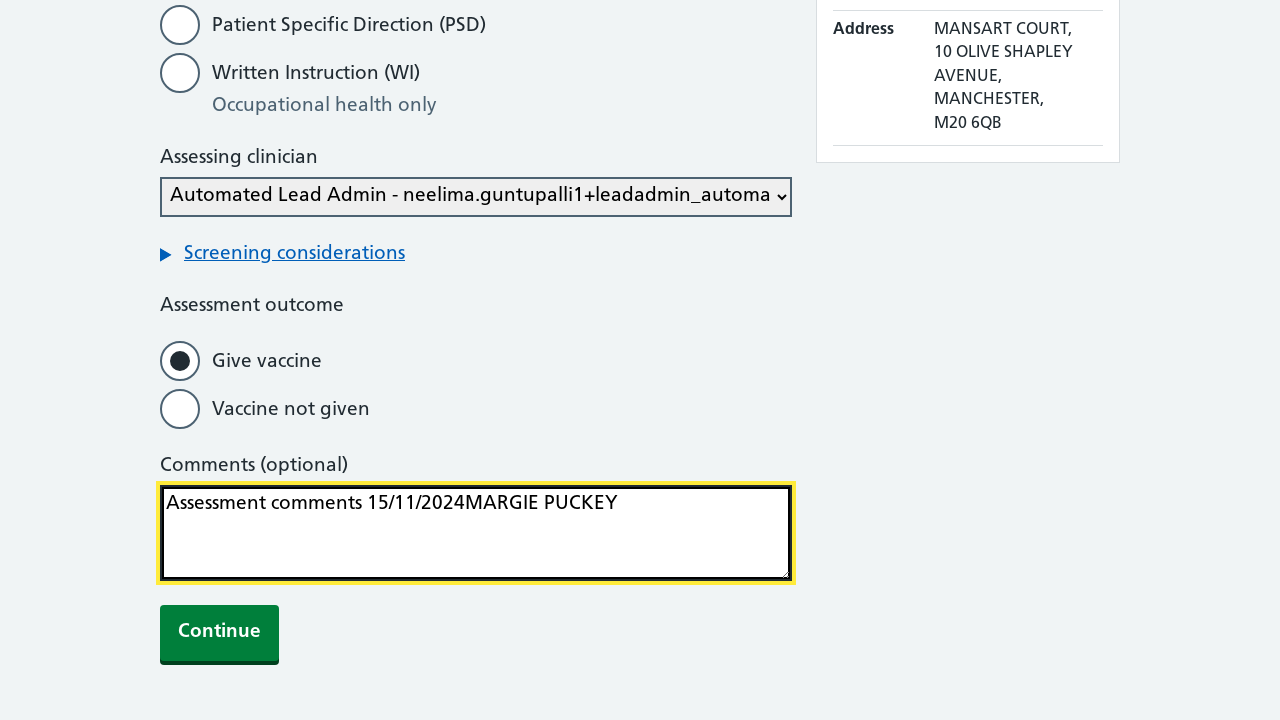 Patient Specific Direction (PSD)
Written Instruction (WI)
Occupational health only
Assessing clinician
Automated Lead Admin - neelima.guntupalli1+leadadmin_automa
Screening considerations
Assessment outcome
Give vaccine
Vaccine not given
Comments (optional)
Assessment comments 15/11/2024MARGIE PUCKEY
Continue
Address
MANSART COURT,
10 OLIVE SHAPLEY
AVENUE,
MANCHESTER,
M20 6QB